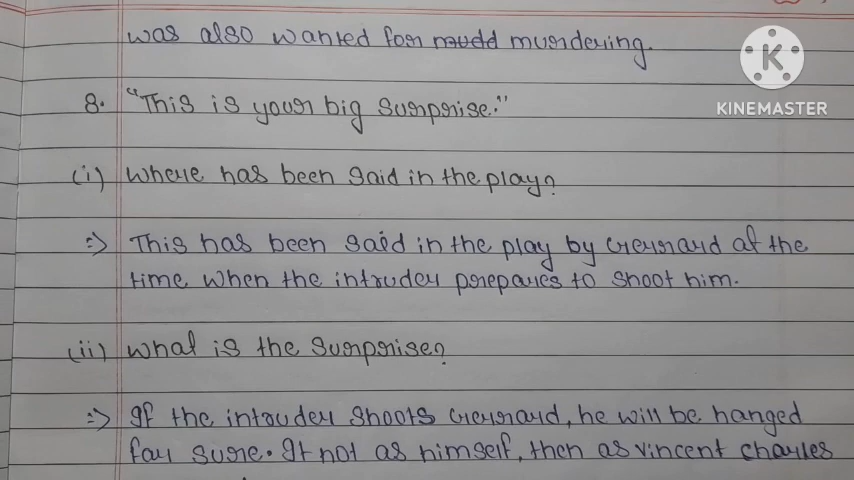 was also wanted for mudd murdering.
K
KINEMASTER
8. "This is your big surprise."
(i) Where has been said in the play?
=> This has been said in the play by Gerrard at the
time when the intruder prepares to shoot him.
(ii) What is the surprise?
=> If the intruder shoots Gerrard, he will be hanged
for sure. If not as himself, then as Vincent Charles